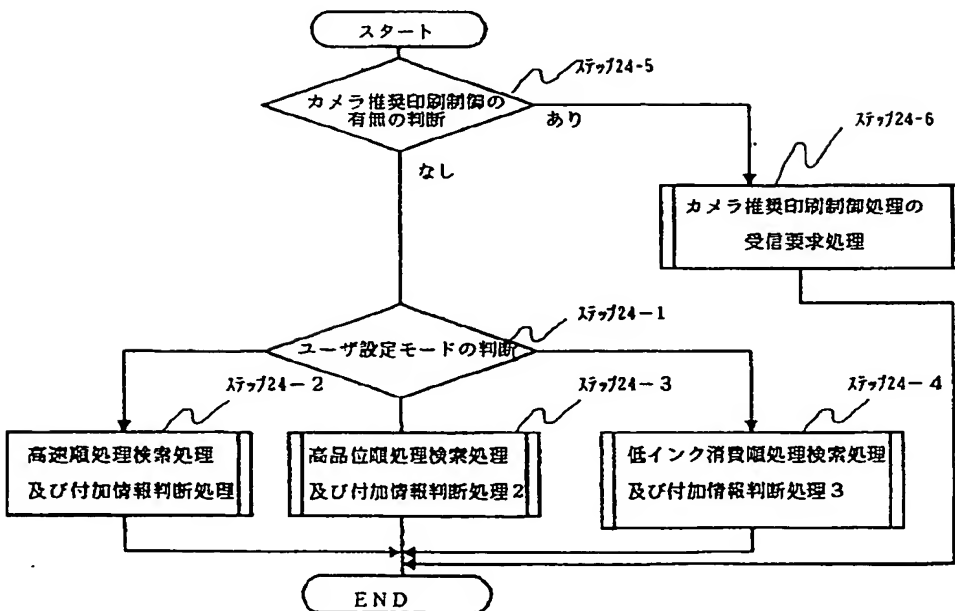 スタート
ステップ24-5
カメラ推奨印刷制御の
有無の判断
あり
なし
ステップ24-6
カメラ推奨印刷制御処理の
受信要求処理
ステップ24-1
ユーザ設定モードの判断
ステップ24-2
高速順処理検索処理
及び付加情報判断処理
ステップ24-3
高品位順処理検索処理
及び付加情報判断処理2
ステップ24-4
低インク消費順処理検索処理
及び付加情報判断処理3
END